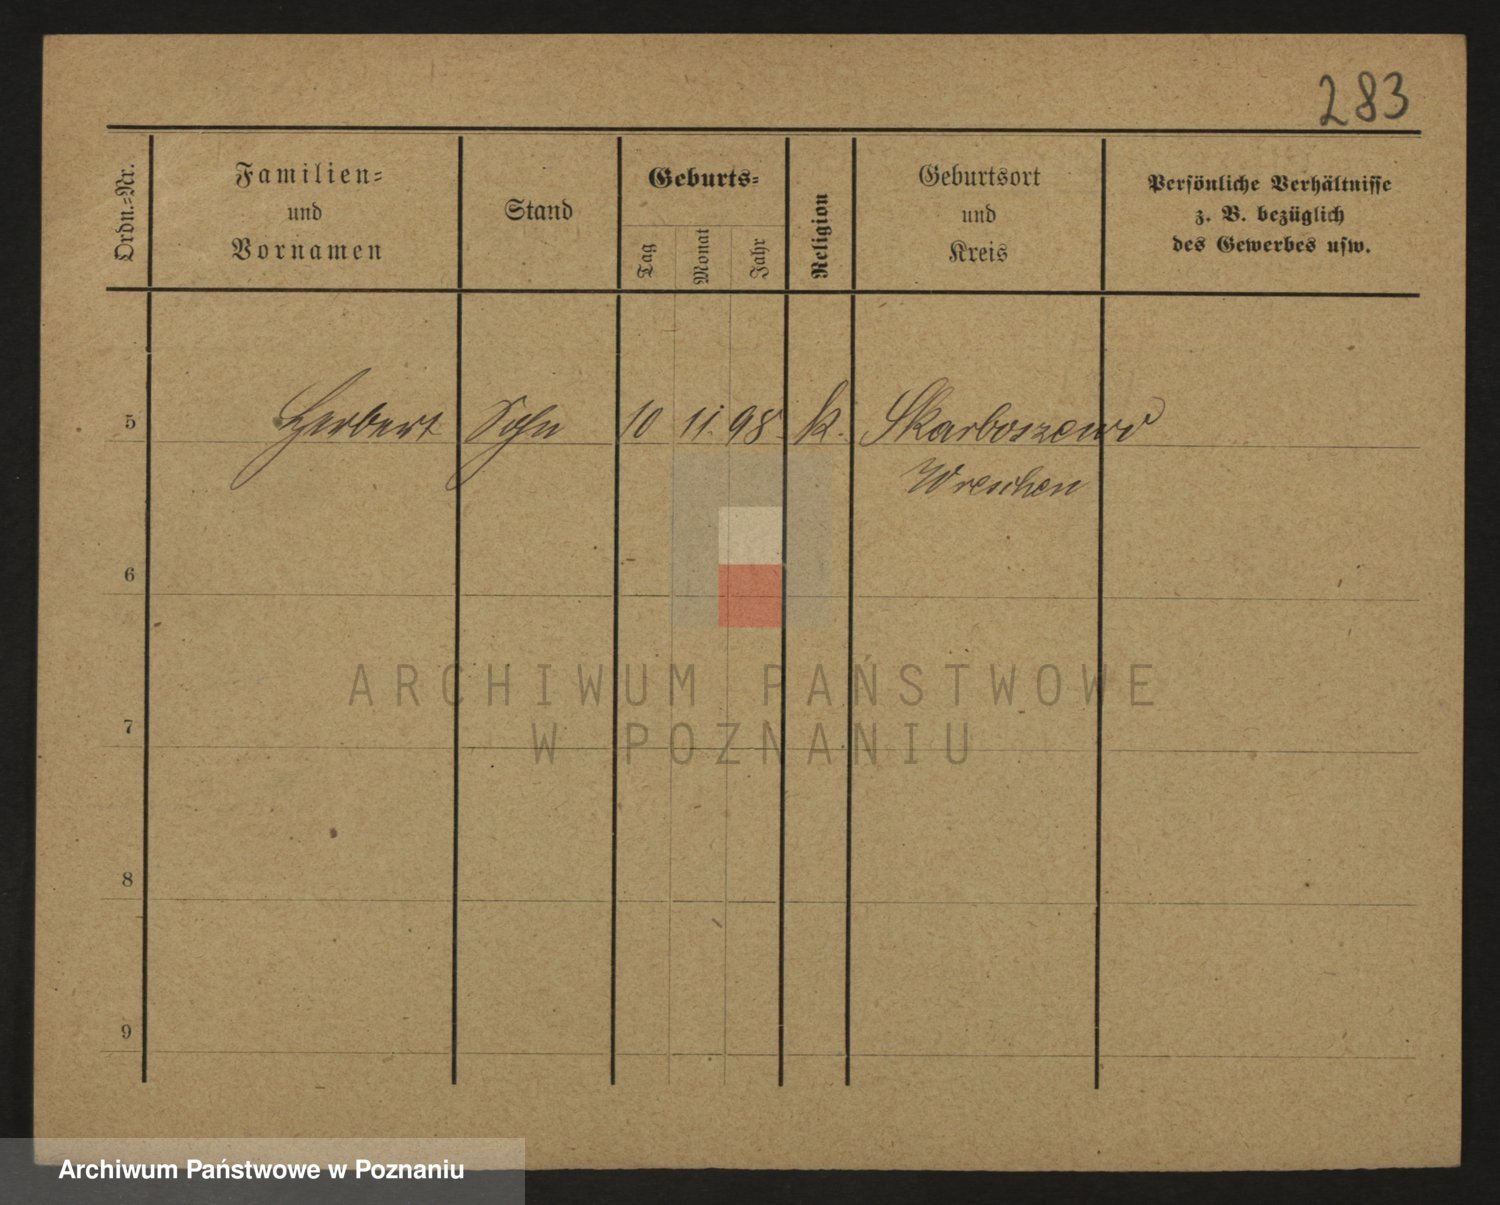 283
Ordn.-Nr.
Familien-
und
Vornamen
Stand
Geburts-
Tag
Monat
Jahr
Religion
Geburtsort
und
Kreis
Persönliche Verhältnisse
z. B. bezüglich
des Gewerbes usw.
5 Herbert Sohn 10 11. 98. k. Skarboszewo
Wreschen
6
7
8
9
ARCHIWUM PAŃSTWOWE
W POZNANIU
Archiwum Państwowe w Poznaniu